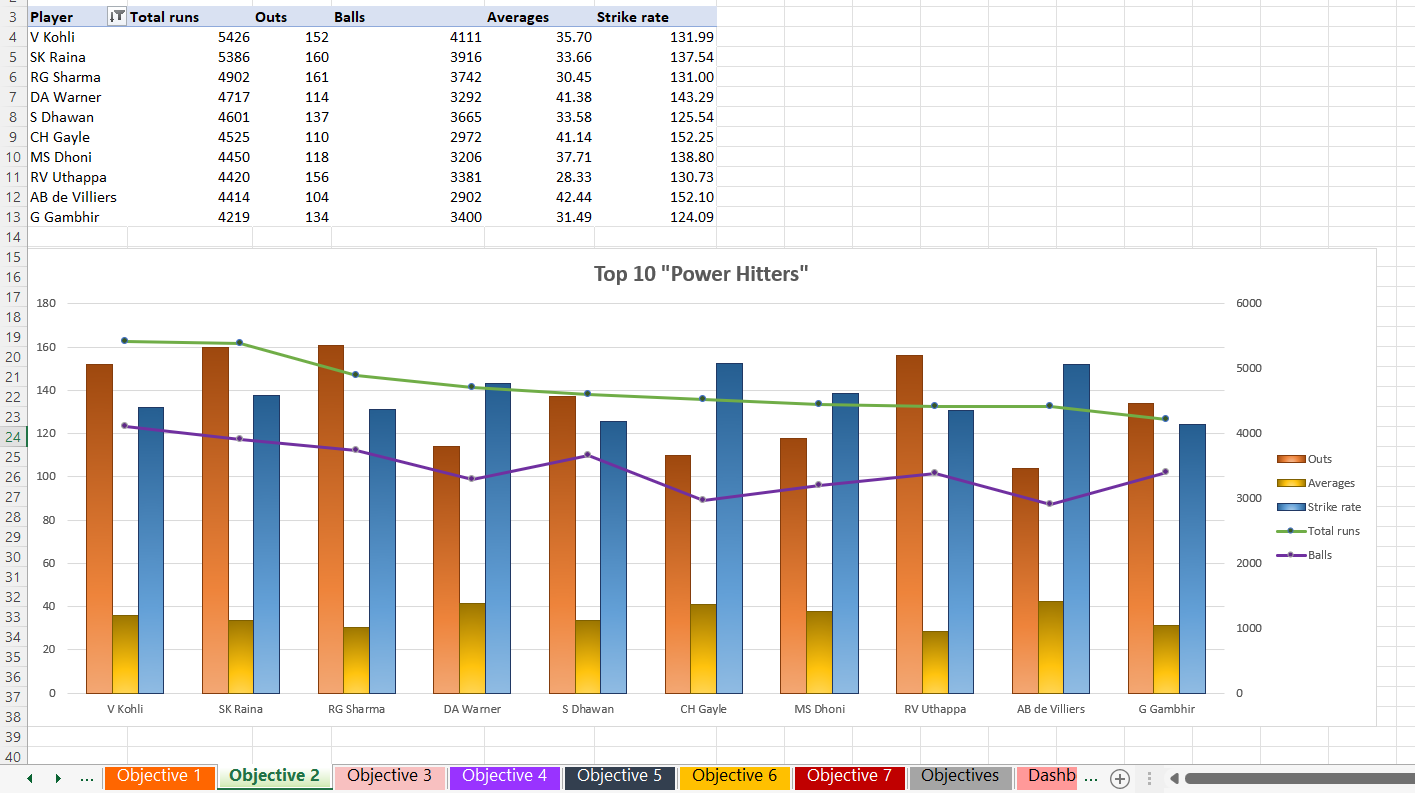 3 Player Total runs Outs Balls Averages Strike rate
4 V Kohli 5426 152 4111 35.70 131.99
5 SK Raina 5386 160 3916 33.66 137.54
6 RG Sharma 4902 161 3742 30.45 131.00
7 DA Warner 4717 114 3292 41.38 143.29
8 S Dhawan 4601 137 3665 33.58 125.54
9 CH Gayle 4525 110 2972 41.14 152.25
10 MS Dhoni 4450 118 3206 37.71 138.80
11 RV Uthappa 4420 156 3381 28.33 130.73
12 AB de Villiers 4414 104 2902 42.44 152.10
13 G Gambhir 4219 134 3400 31.49 124.09
14
15
16
17
18
19
20
21
22
23
24
25
26
27
28
29
30
31
32
33
34
35
36
37
38
39
40
Top 10 "Power Hitters"
180
160
140
120
100
80
60
40
20
0
6000
5000
4000
3000
2000
1000
0
V Kohli SK Raina RG Sharma DA Warner S Dhawan CH Gayle MS Dhoni RV Uthappa AB de Villiers G Gambhir
Outs
Averages
Strike rate
Total runs
Balls
... Objective 1 Objective 2 Objective 3 Objective 4 Objective 5 Objective 6 Objective 7 Objectives Dashb ...